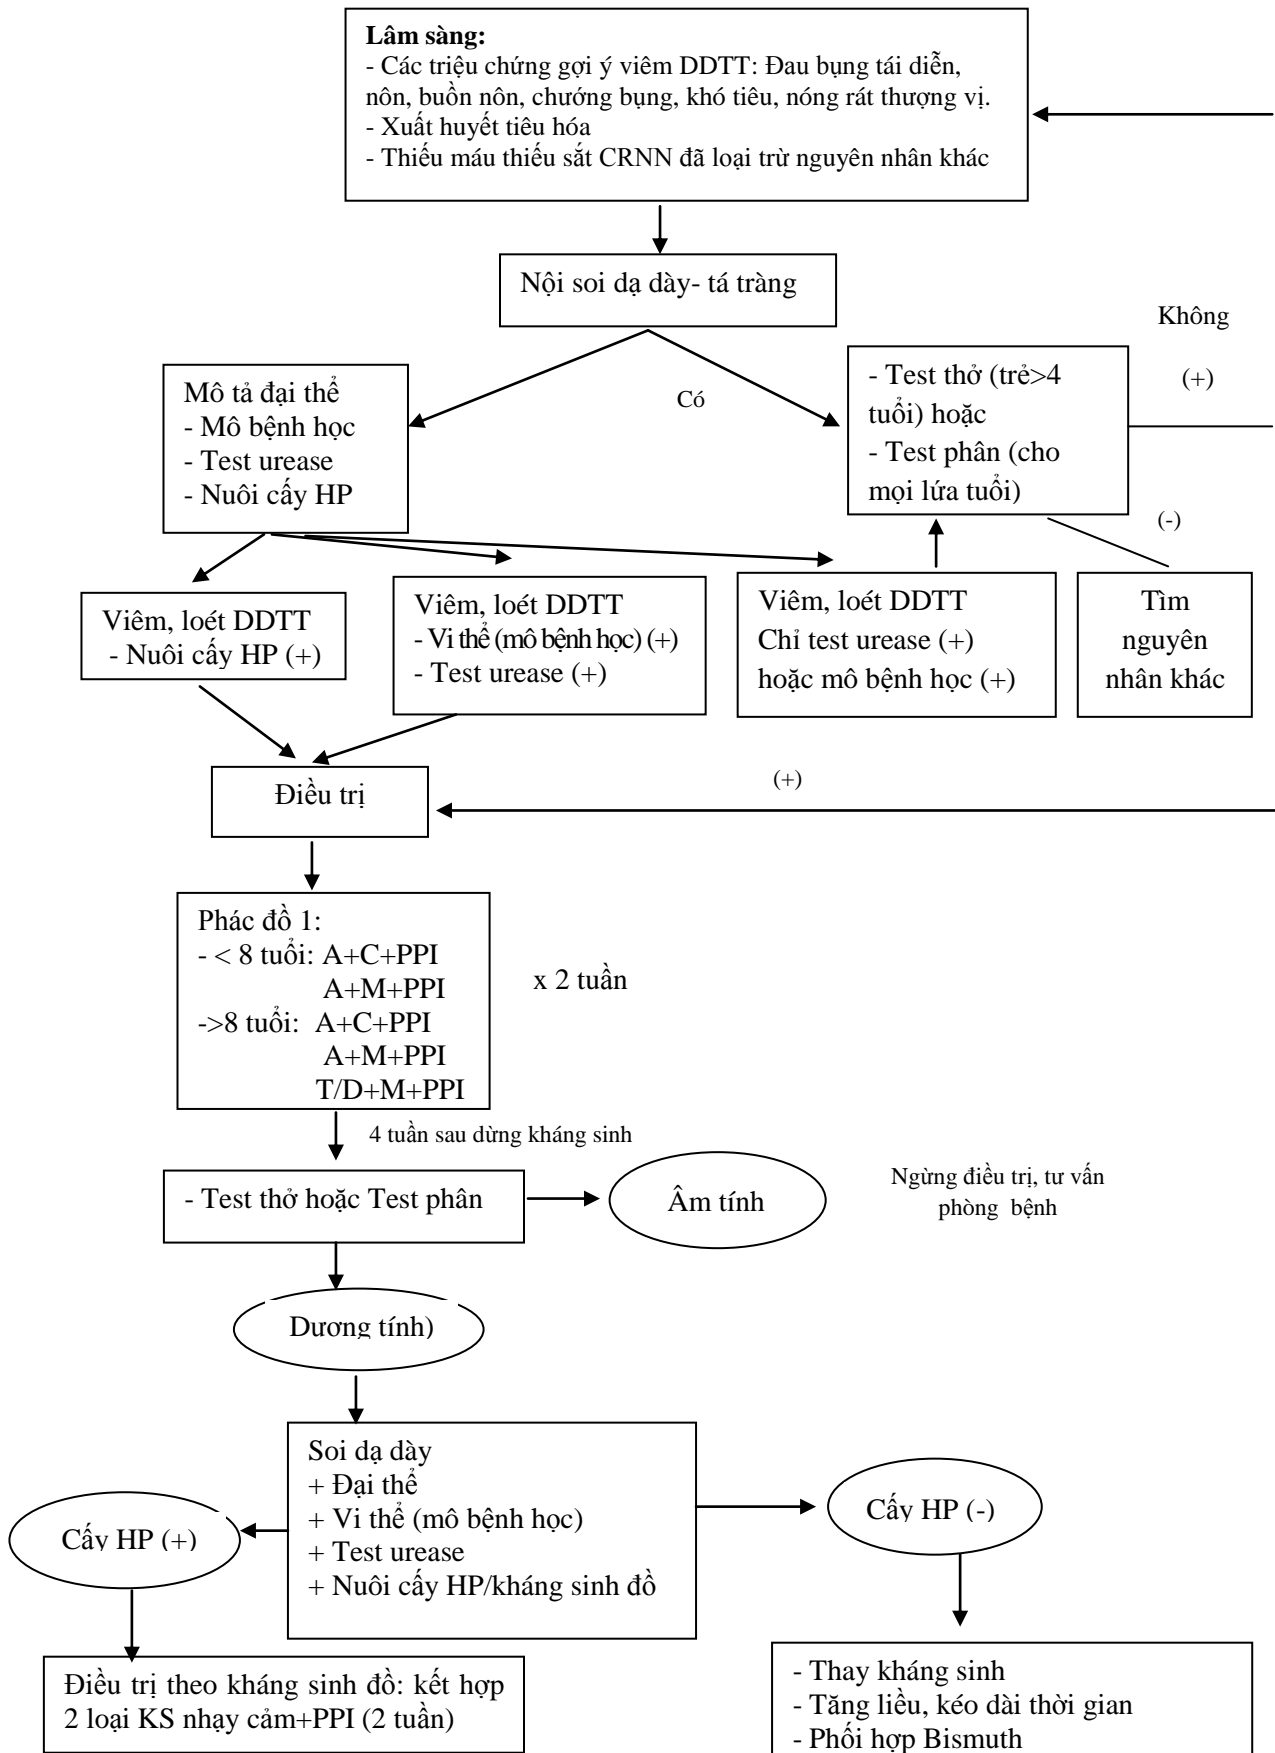 Lâm sàng:
- Các triệu chứng gợi ý viêm DDTT: Đau bụng tái diễn,
nôn, buồn nôn, chướng bụng, khó tiêu, nóng rát thượng vị.
- Xuất huyết tiêu hóa
- Thiếu máu thiếu sắt CRNN đã loại trừ nguyên nhân khác
Nội soi dạ dày- tá tràng
Không
(+)
Có
Mô tả đại thể
- Mô bệnh học
- Test urease
- Nuôi cấy HP
- Test thở (trẻ>4
tuổi) hoặc
- Test phân (cho
mọi lứa tuổi)
(-)
Viêm, loét DDTT
- Nuôi cấy HP (+)
Viêm, loét DDTT
- Vi thể (mô bệnh học) (+)
- Test urease (+)
Viêm, loét DDTT
Chỉ test urease (+)
hoặc mô bệnh học (+)
Tìm
nguyên
nhân khác
Điều trị
(+)
Phác đồ 1:
- < 8 tuổi: A+C+PPI
A+M+PPI
->8 tuổi: A+C+PPI
A+M+PPI
T/D+M+PPI
x 2 tuần
4 tuần sau dừng kháng sinh
- Test thở hoặc Test phân
Âm tính
Ngừng điều trị, tư vấn
phòng bệnh
Dương tính)
Soi dạ dày
+ Đại thể
+ Vi thể (mô bệnh học)
+ Test urease
+ Nuôi cấy HP/kháng sinh đồ
Cấy HP (+)
Cấy HP (-)
Điều trị theo kháng sinh đồ: kết hợp
2 loại KS nhạy cảm+PPI (2 tuần)
- Thay kháng sinh
- Tăng liều, kéo dài thời gian
- Phối hợp Bismuth